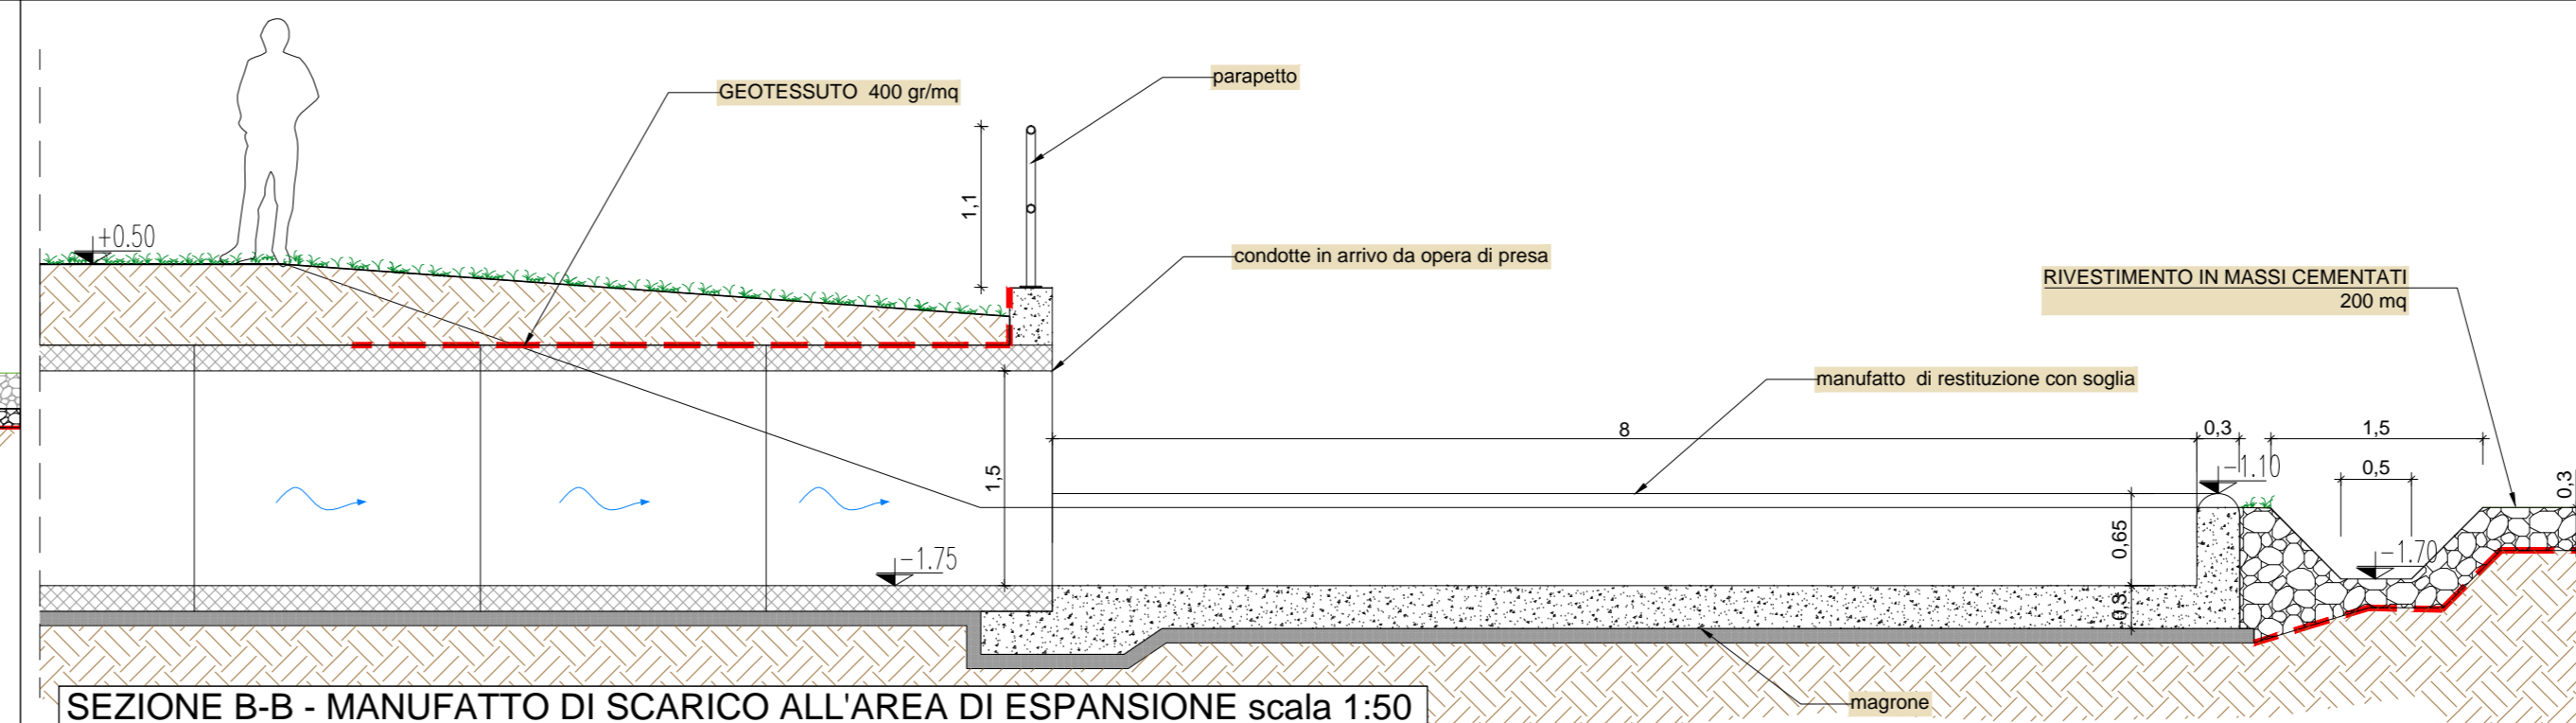 parapetto
GEOTESSUTO 400 gr/mq
1,1
+0.50
condotte in arrivo da opera di presa
RIVESTIMENTO IN MASSI CEMENTATI
200 mq
manufatto di restituzione con soglia
8
0,3
1,5
-1.10
0,5
0,3
1,5
0,65
-1.75
-1.70
0,3
magrone
SEZIONE B-B - MANUFATTO DI SCARICO ALL'AREA DI ESPANSIONE scala 1:50